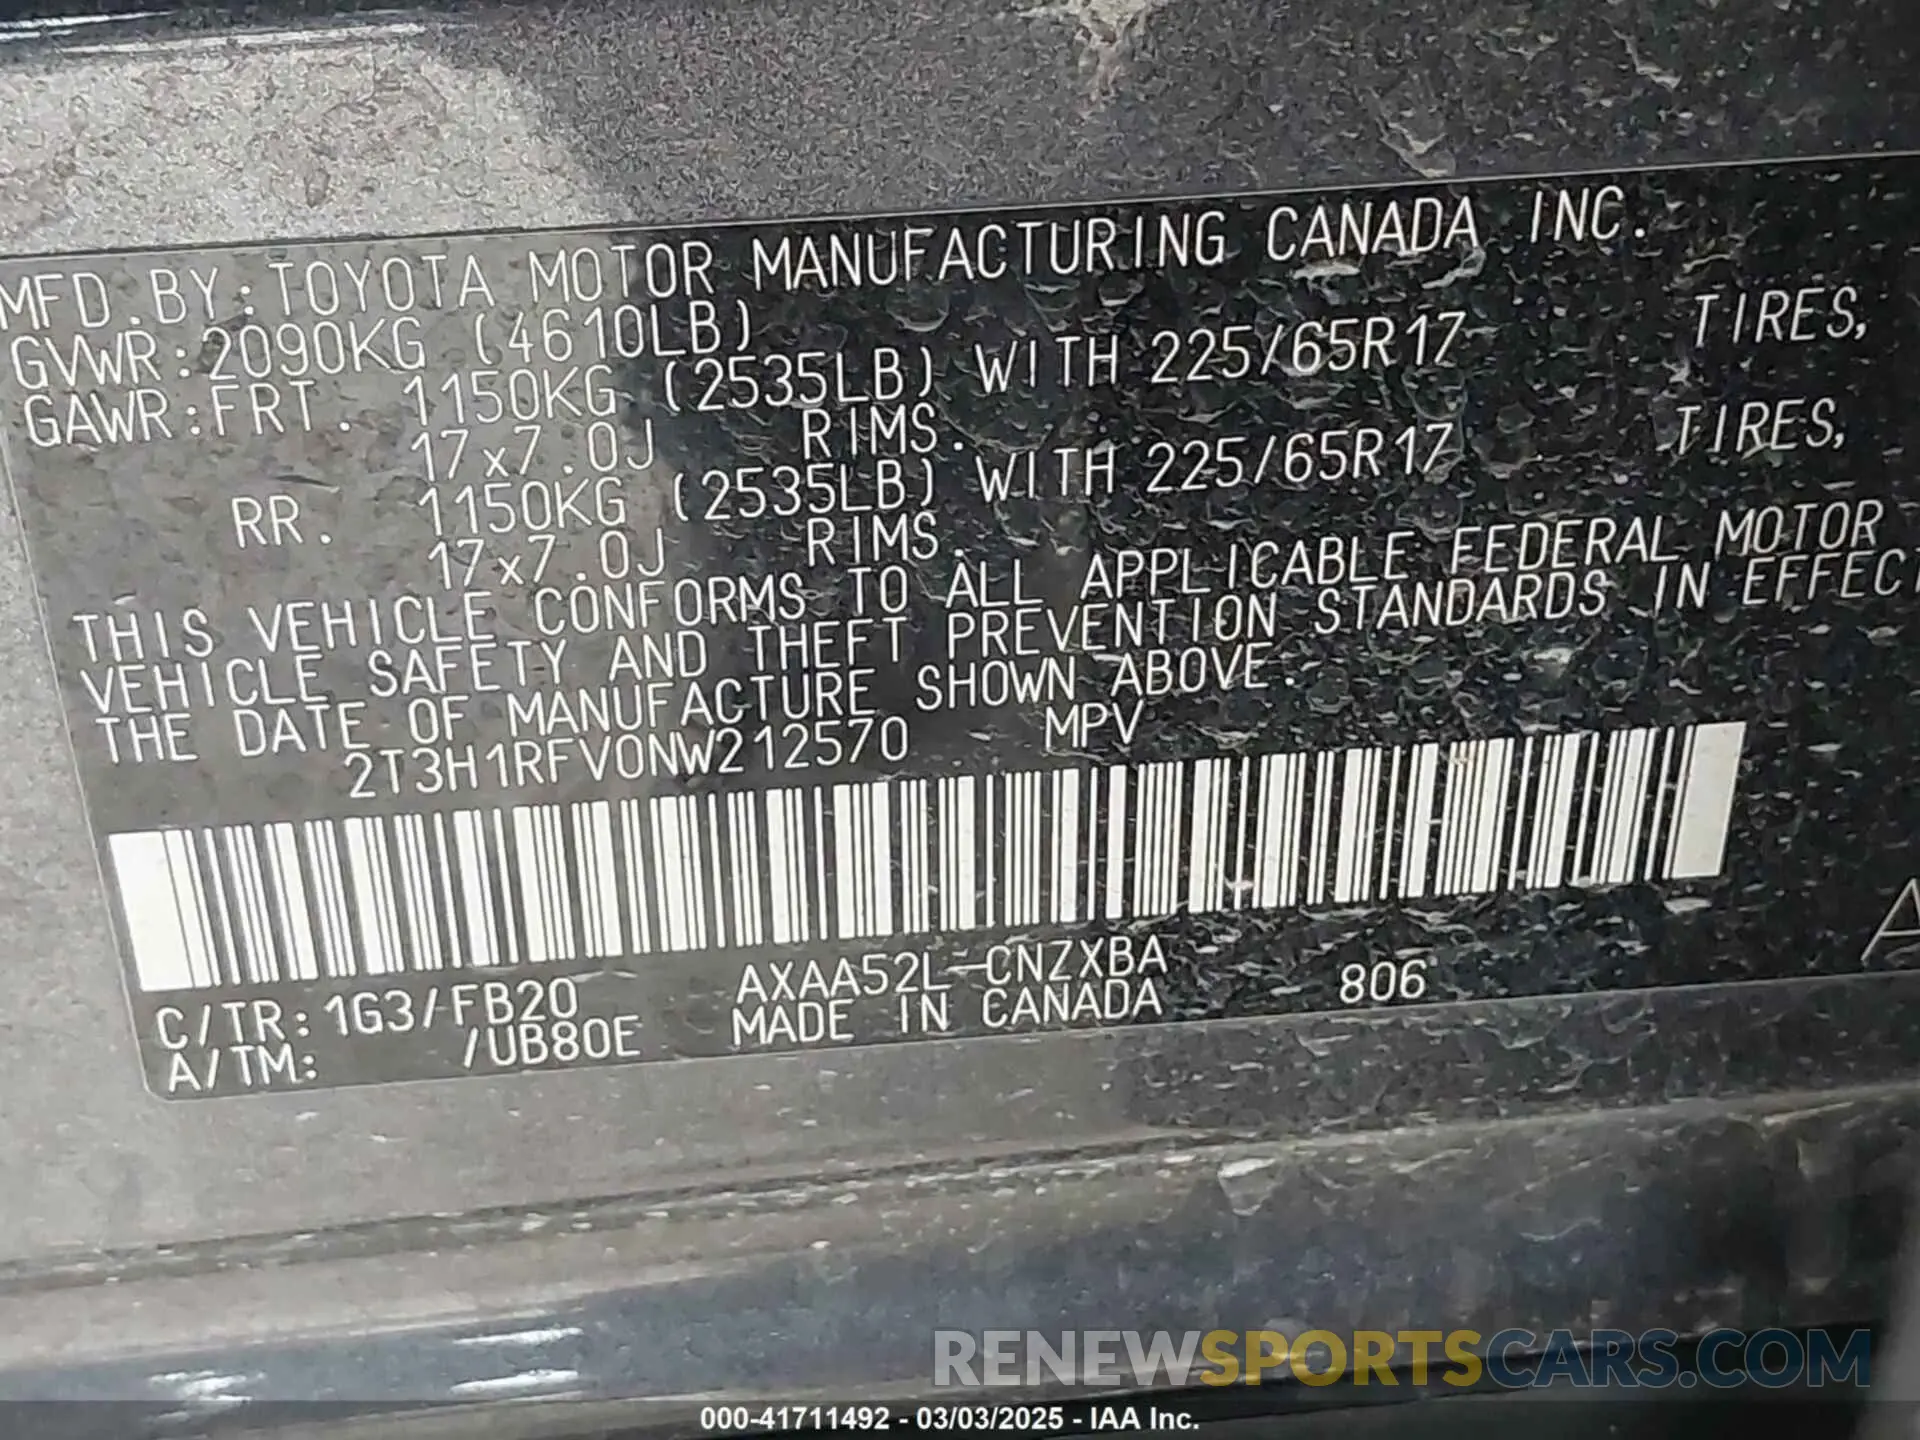 MFD.BY:TOYOTA MOTOR MANUFACTURING CANADA INC.
GVWR:2090KG (4610LB)
GAWR:FRT. 1150KG (2535LB) WITH 225/65R17 TIRES,
17x7.0J RIMS.
RR. 1150KG (2535LB) WITH 225/65R17 TIRES,
17x7.0J RIMS.
THIS VEHICLE CONFORMS TO ALL APPLICABLE FEDERAL MOTOR
VEHICLE SAFETY AND THEFT PREVENTION STANDARDS IN EFFECT
THE DATE OF MANUFACTURE SHOWN ABOVE.
2T3H1RFV0NW212570 MPV
C/TR:1G3/FB20 AXAA52L-CNZXBA 806
A/TM: /UB80E MADE IN CANADA
A
RENEWSPORTSCARS.COM
000-41711492 - 03/03/2025 - IAA Inc.